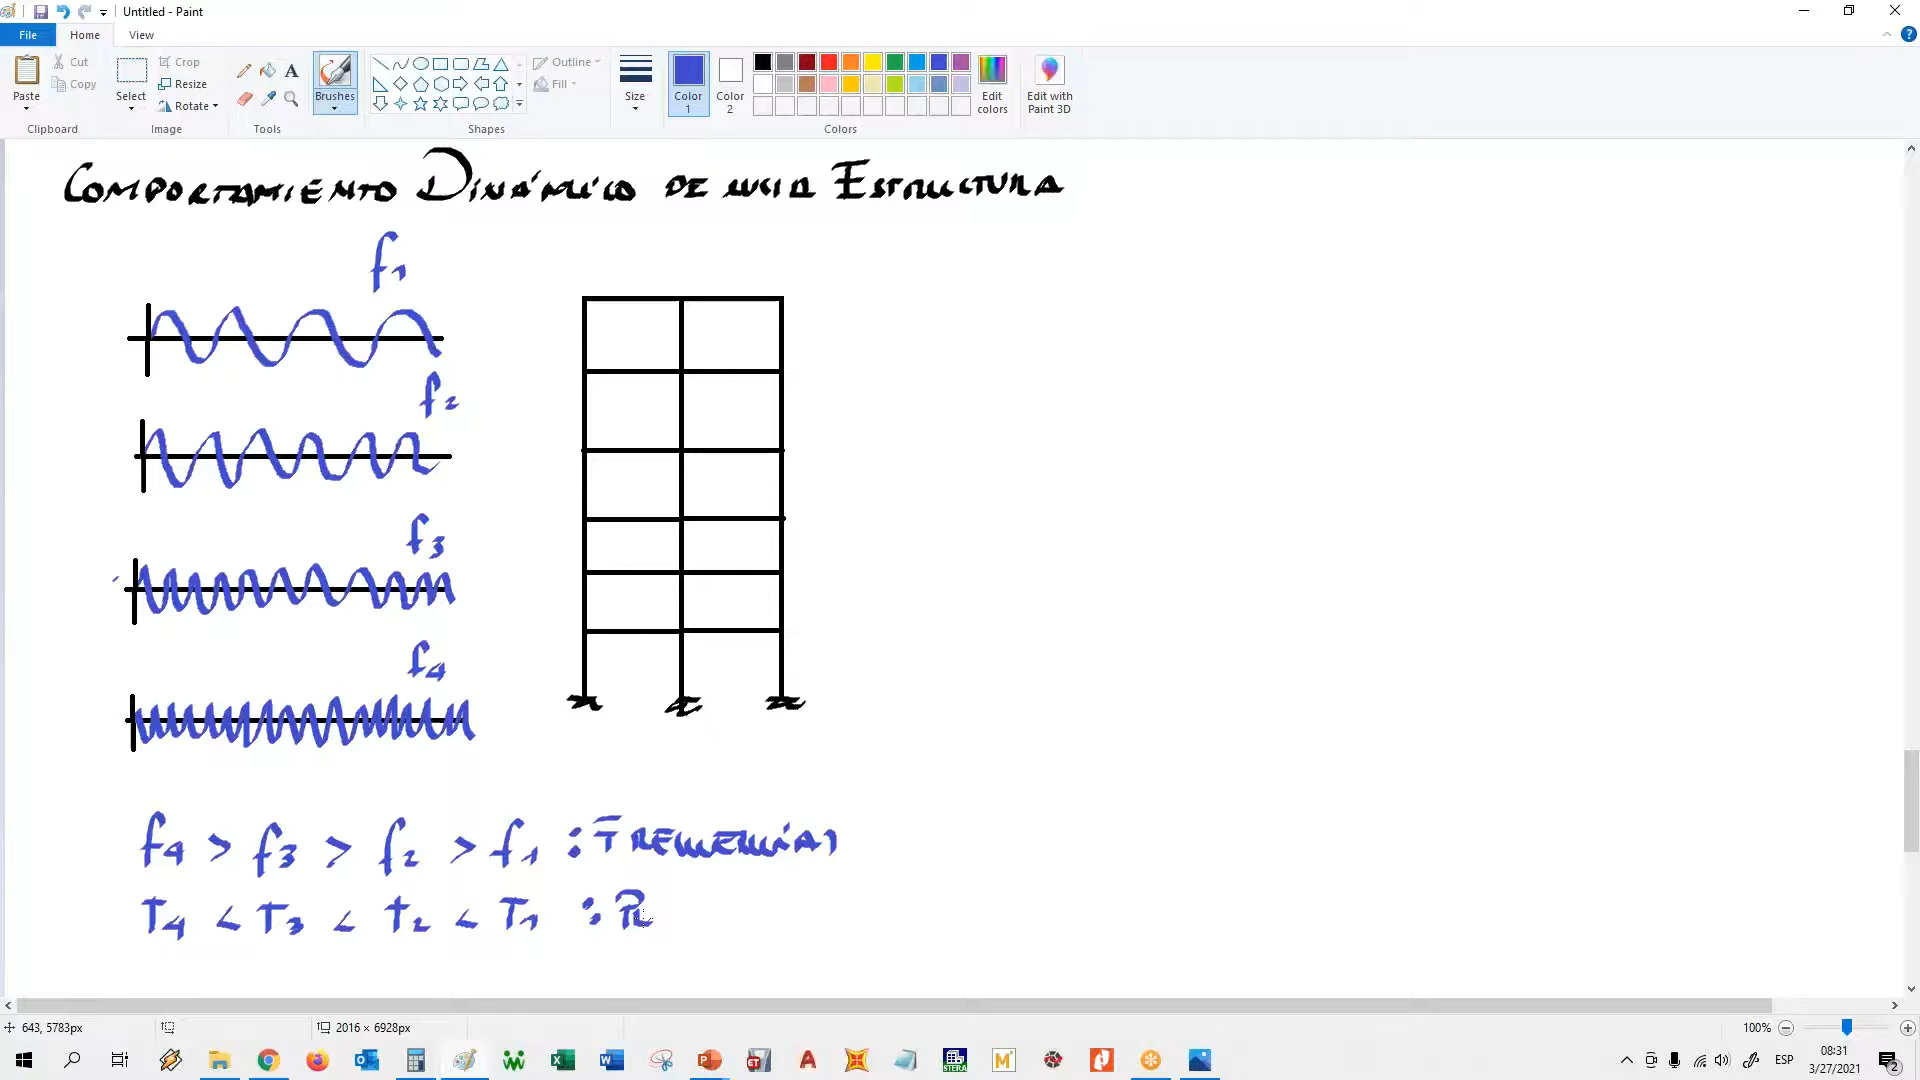 Untitled - Paint
File Home View
Paste
Cut
Copy
Clipboard
Select
Crop
Resize
Rotate
Image
Tools
Brushes
Outline
Fill
Shapes
Size
Color 1
Color 2
Edit colors
Edit with Paint 3D
Colors
COMPORTAMIENTO DINÁMICO DE ESTRUCTURA
f1
f2
f3
f4
f4 > f3 > f2 > f1 :
T4 < T3 < t2 < T1 :
643, 5783px
2016 × 6928px
100%
ESP
08:31
3/27/2021
2